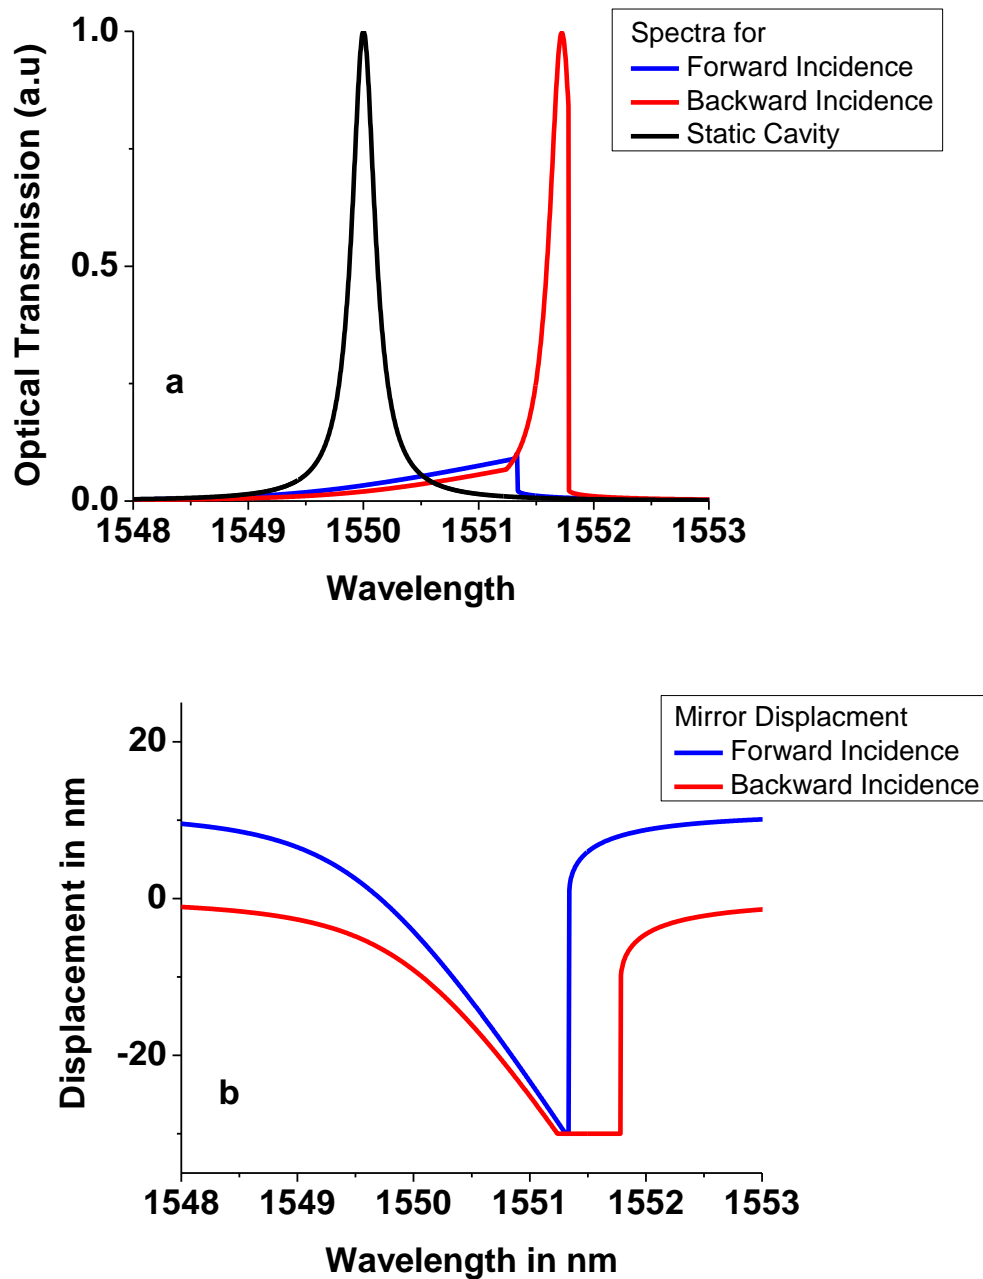 Spectra for
Forward Incidence
Backward Incidence
Static Cavity
Optical Transmission (a.u)
1.0
0.5
0.0
a
1548 1549 1550 1551 1552 1553
Wavelength
Mirror Displacment
Forward Incidence
Backward Incidence
Displacement in nm
20
0
-20
b
1548 1549 1550 1551 1552 1553
Wavelength in nm